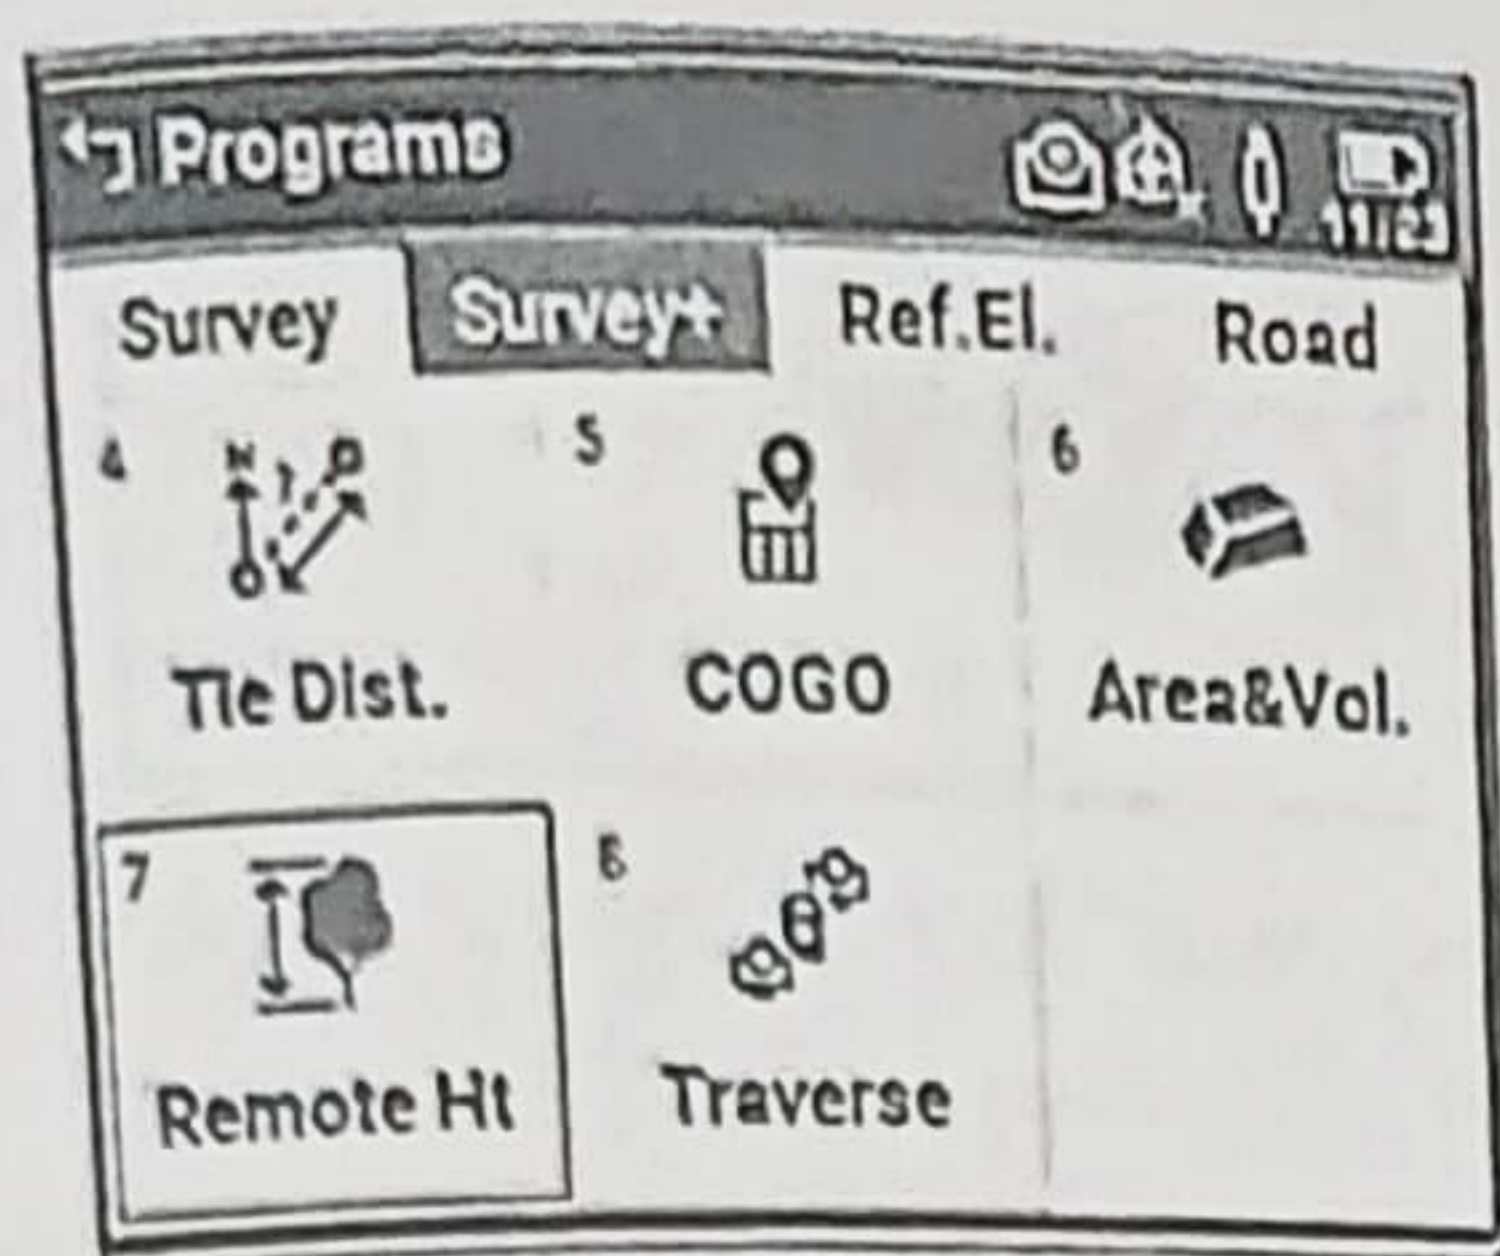 Programs
11:23
Survey Survey+ Ref.El. Road
4 5 6
Tie Dist. COGO Area&Vol.
7 8
Remote Ht Traverse